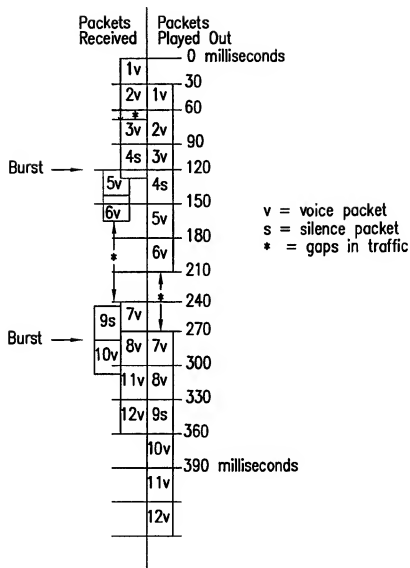 Packets Received
Packets Played Out
0 milliseconds
1v
30
2v 1v
60
*
3v 2v
90
4s 3v
Burst
120
5v 4s
150
6v 5v
v = voice packet
s = silence packet
* = gaps in traffic
180
* 6v
210
*
240
9s 7v
270
Burst
10v 8v 7v
300
11v 8v
330
12v 9s
360
10v
390 milliseconds
11v
12v